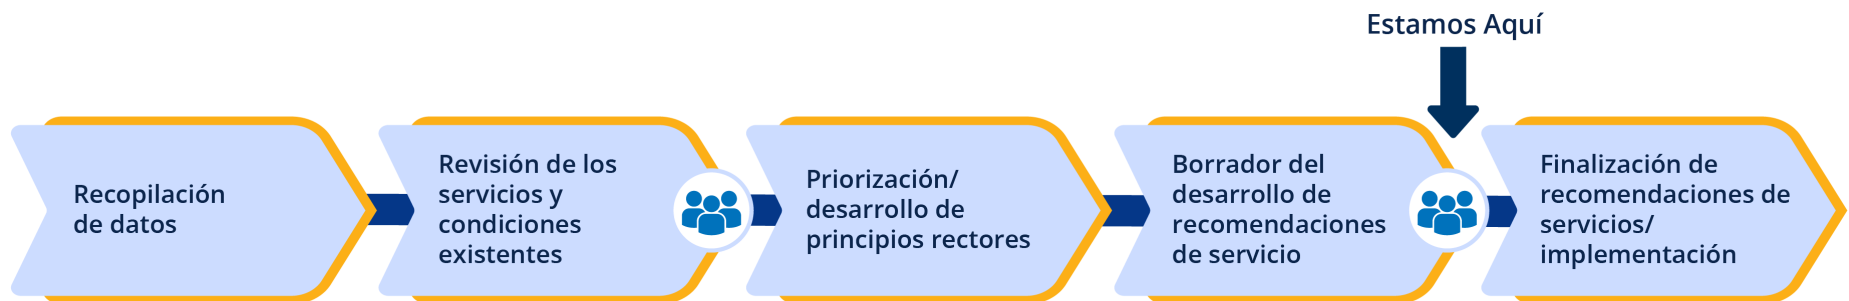 Estamos Aquí
Recopilación
de datos
Revisión de los
servicios y
condiciones
existentes
Priorización/
desarrollo de
principios rectores
Borrador del
desarrollo de
recomendaciones
de servicio
Finalización de
recomendaciones de
servicios/
implementación